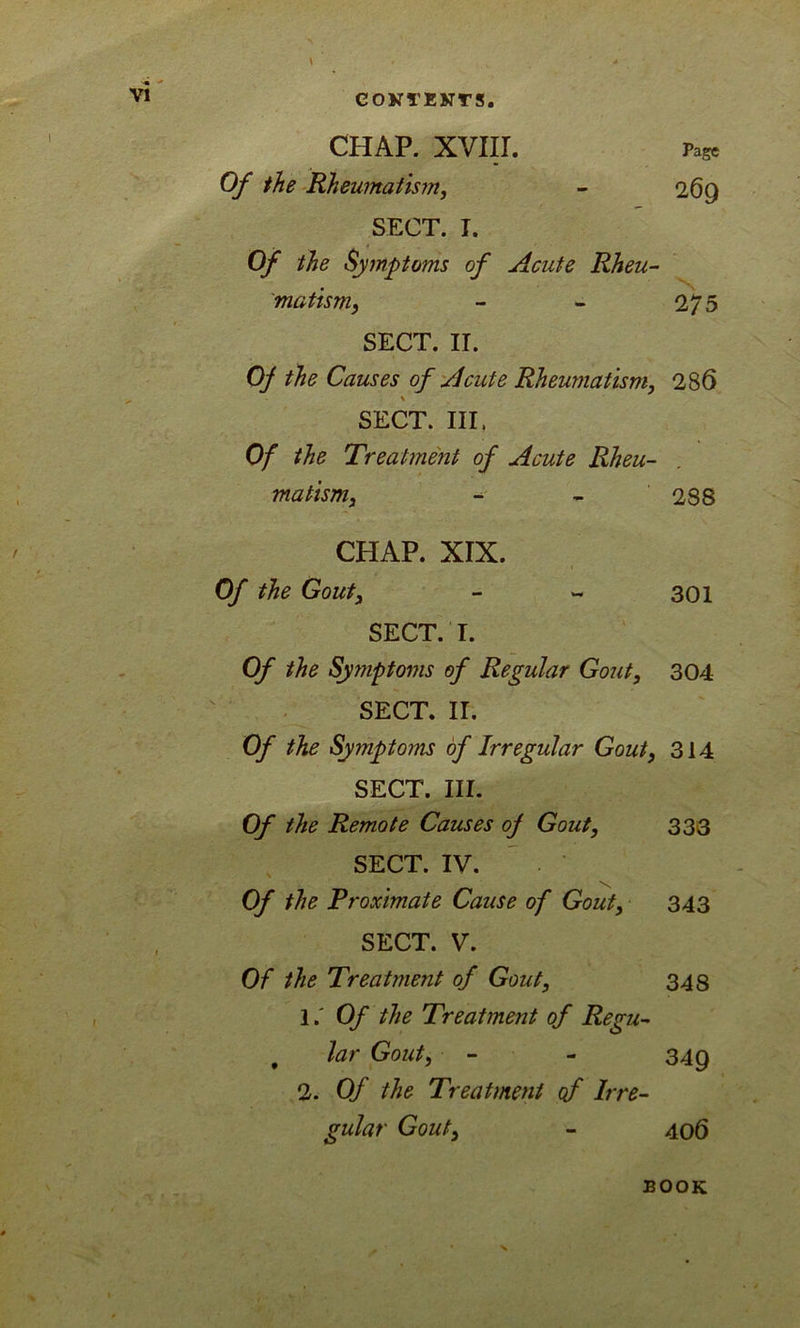 vi CONTENTS.
CHAP. XVIII. Page
Of the Rheumatism, - 269
SECT. I.
Of the Symptoms of Acute Rheu-
matism, - - 275
SECT. II.
Of the Causes of Acute Rheumatism, 286
SECT. III.
Of the Treatment of Acute Rheu-
matism, - - 288
CHAP. XIX.
Of the Gout, - - 301
SECT. I.
Of the Symptoms of Regular Gout, 304
SECT. II.
Of the Symptoms of Irregular Gout, 314
SECT. III.
Of the Remote Causes of Gout, 333
SECT. IV.
Of the Proximate Cause of Gout, 343
SECT. V.
Of the Treatment of Gout, 348
1. Of the Treatment of Regu-
lar Gout, - - 349
2. Of the Treatment of Irre-
gular Gout, - 406
BOOK